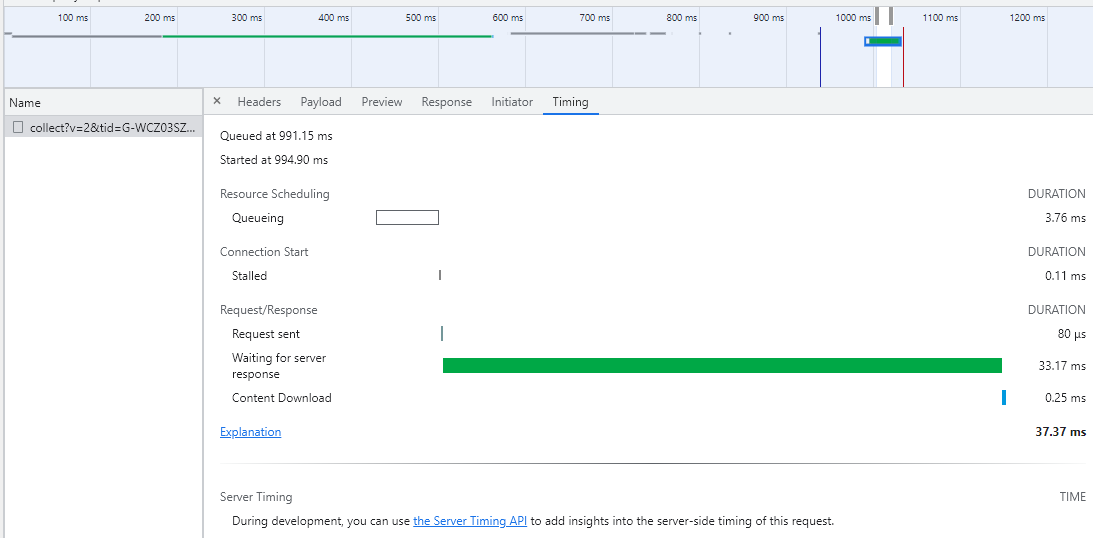 100 ms 200 ms 300 ms 400 ms 500 ms 600 ms 700 ms 800 ms 900 ms 1000 ms 1100 ms 1200 ms
Name
× Headers Payload Preview Response Initiator Timing
collect?v=2&tid=G-WCZ03SZ...
Queued at 991.15 ms
Started at 994.90 ms
Resource Scheduling DURATION
Queueing 3.76 ms
Connection Start DURATION
Stalled 0.11 ms
Request/Response DURATION
Request sent 80 μs
Waiting for server
response 33.17 ms
Content Download 0.25 ms
Explanation 37.37 ms
Server Timing TIME
During development, you can use the Server Timing API to add insights into the server-side timing of this request.